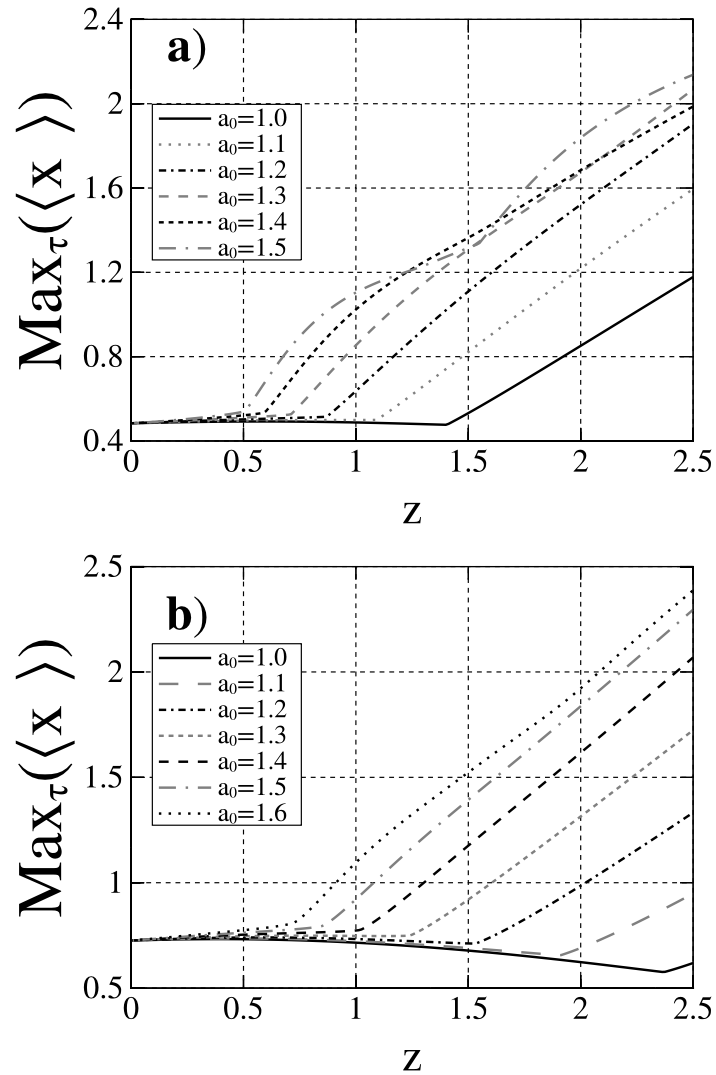 a)
Max_τ(⟨x⟩)
2.4
2
1.6
1.2
0.8
0.4
a₀=1.0
a₀=1.1
a₀=1.2
a₀=1.3
a₀=1.4
a₀=1.5
0 0.5 1 1.5 2 2.5
z
b)
Max_τ(⟨x⟩)
2.5
2
1.5
1
0.5
a₀=1.0
a₀=1.1
a₀=1.2
a₀=1.3
a₀=1.4
a₀=1.5
a₀=1.6
0 0.5 1 1.5 2 2.5
z